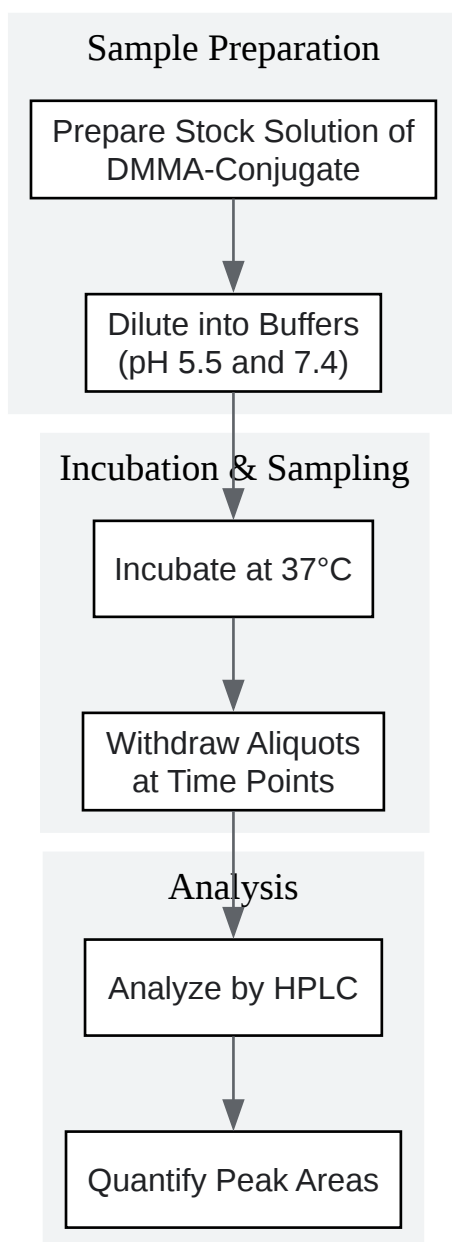 Sample Preparation
Prepare Stock Solution of
DMMA-Conjugate
Dilute into Buffers
(pH 5.5 and 7.4)
Incubation & Sampling
Incubate at 37°C
Withdraw Aliquots
at Time Points
Analysis
Analyze by HPLC
Quantify Peak Areas